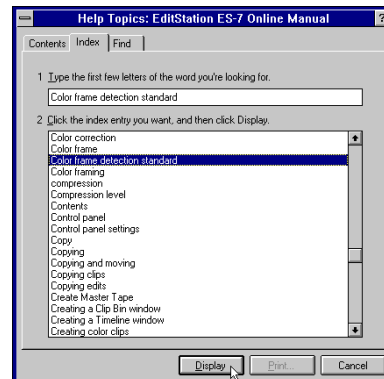 Help Topics: EditStation ES-7 Online Manual
Contents Index Find
1 Type the first few letters of the word you're looking for.
Color frame detection standard
2 Click the index entry you want, and then click Display.
Color correction
Color frame
Color frame detection standard
Color framing
compression
Compression level
Contents
Control panel
Control panel settings
Copy
Copying
Copying and moving
Copying clips
Copying edits
Create Master Tape
Creating a Clip Bin window
Creating a Timeline window
Creating color clips
Display Print... Cancel